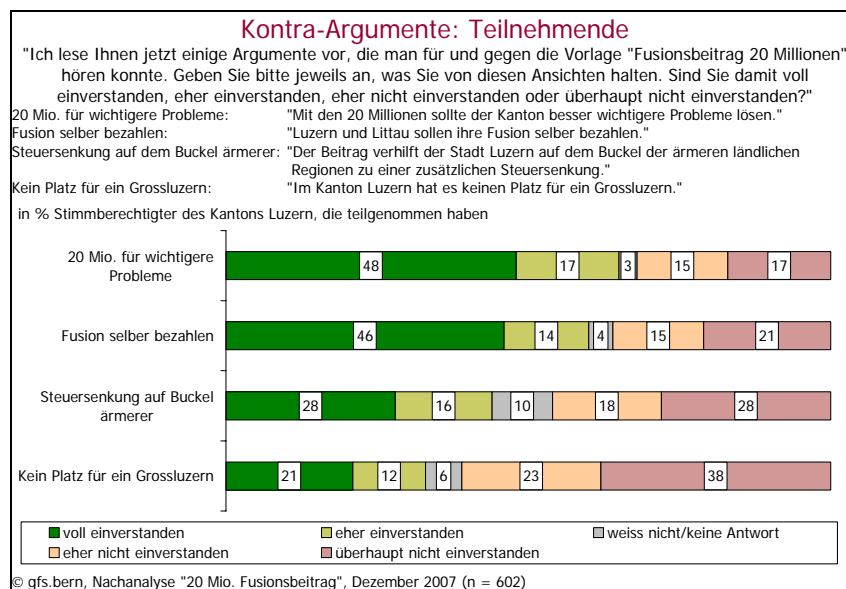 Kontra-Argumente: Teilnehmende
"Ich lese Ihnen jetzt einige Argumente vor, die man für und gegen die Vorlage "Fusionsbeitrag 20 Millionen"
hören konnte. Geben Sie bitte jeweils an, was Sie von diesen Ansichten halten. Sind Sie damit voll
einverstanden, eher einverstanden, eher nicht einverstanden oder überhaupt nicht einverstanden?"
20 Mio. für wichtigere Probleme: "Mit den 20 Millionen sollte der Kanton besser wichtigere Probleme lösen."
Fusion selber bezahlen: "Luzern und Littau sollen ihre Fusion selber bezahlen."
Steuersenkung auf dem Buckel ärmerer: "Der Beitrag verhilft der Stadt Luzern auf dem Buckel der ärmeren ländlichen
Regionen zu einer zusätzlichen Steuersenkung."
Kein Platz für ein Grossluzern: "Im Kanton Luzern hat es keinen Platz für ein Grossluzern."
in % Stimmberechtigter des Kantons Luzern, die teilgenommen haben
20 Mio. für wichtigere
Probleme
48 17 3 15 17
Fusion selber bezahlen
46 14 4 15 21
Steuersenkung auf Buckel
ärmerer
28 16 10 18 28
Kein Platz für ein Grossluzern
21 12 6 23 38
voll einverstanden eher einverstanden weiss nicht/keine Antwort
eher nicht einverstanden überhaupt nicht einverstanden
© gfs.bern, Nachanalyse "20 Mio. Fusionsbeitrag", Dezember 2007 (n = 602)